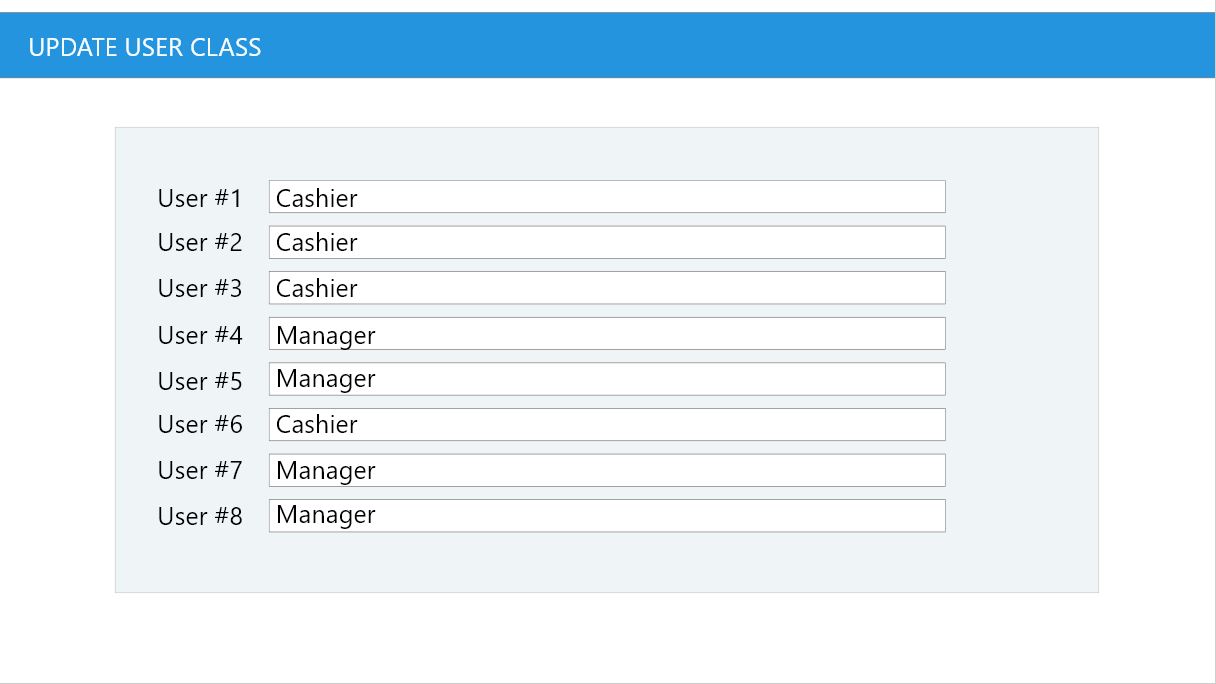 UPDATE USER CLASS
User #1 Cashier
User #2 Cashier
User #3 Cashier
User #4 Manager
User #5 Manager
User #6 Cashier
User #7 Manager
User #8 Manager